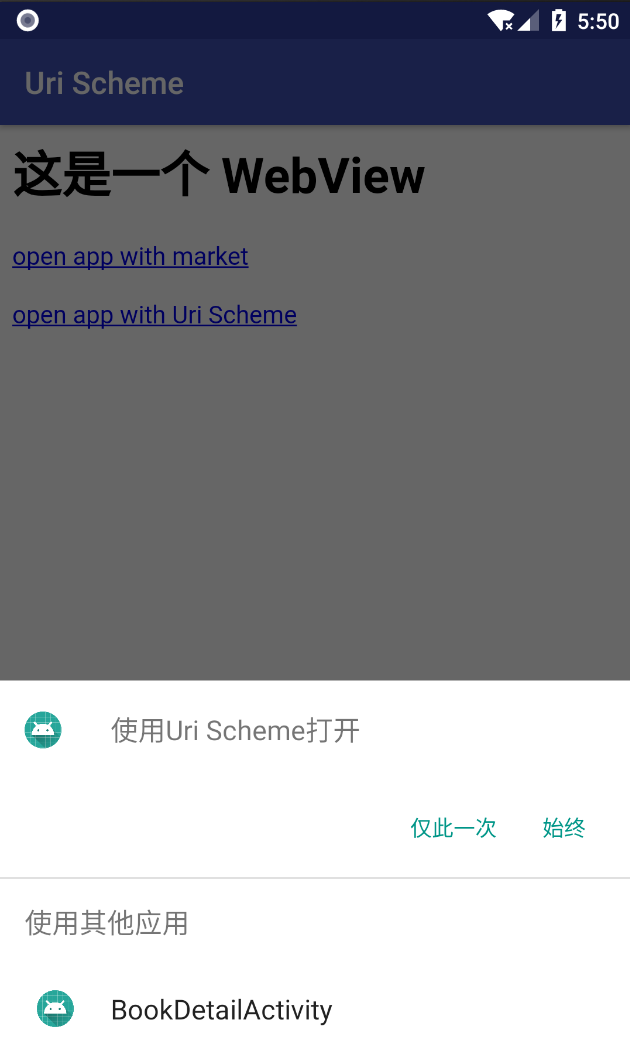 5:50
Uri Scheme
这是一个 WebView
open app with market
open app with Uri Scheme
使用Uri Scheme打开
仅此一次 始终
使用其他应用
BookDetailActivity